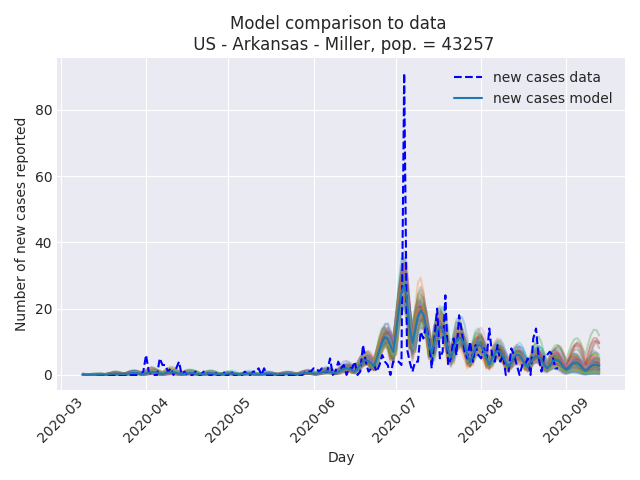 Model comparison to data
US - Arkansas - Miller, pop. = 43257
new cases data
new cases model
Number of new cases reported
80
60
40
20
0
2020-03
2020-04
2020-05
2020-06
2020-07
2020-08
2020-09
Day